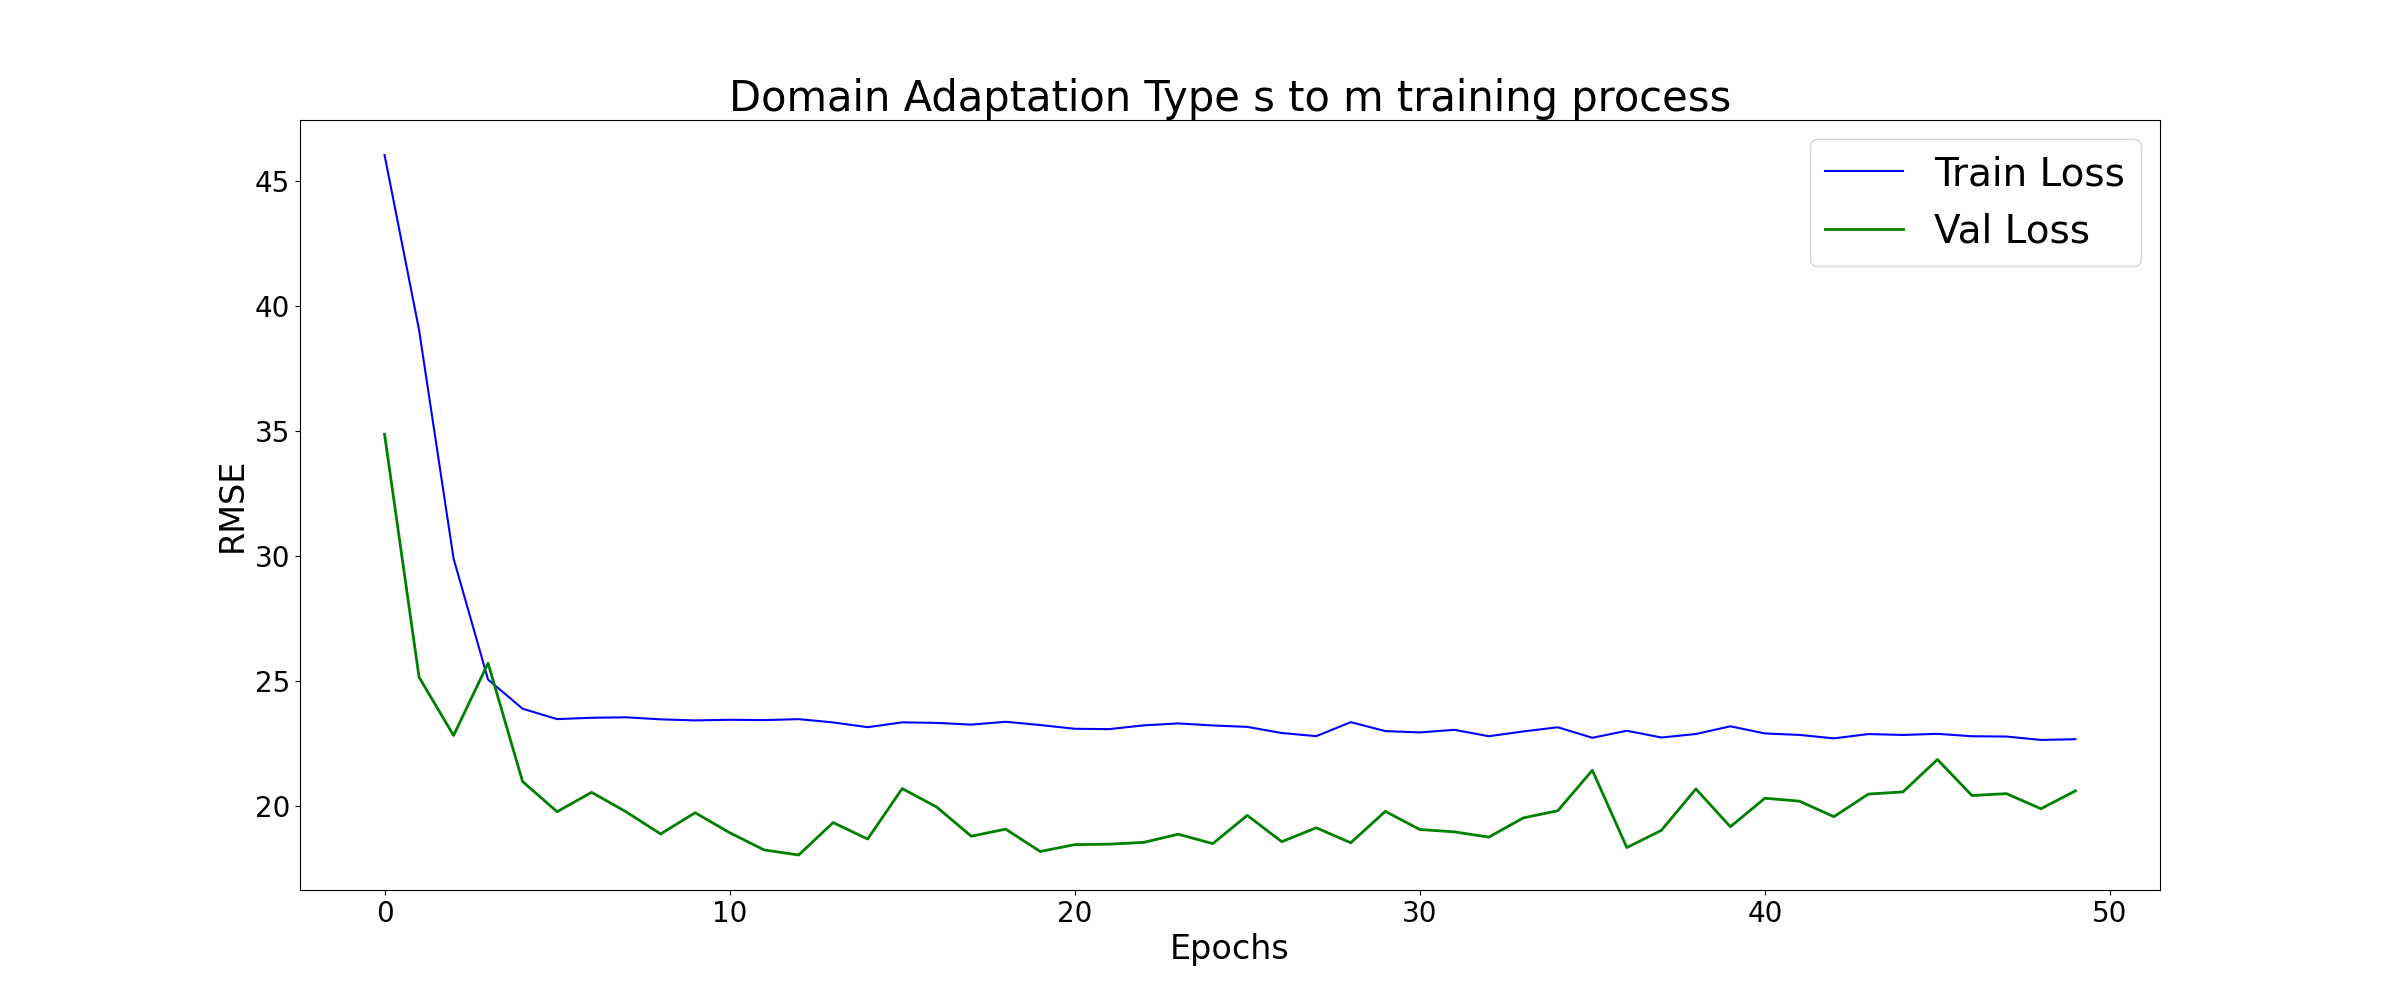 Domain Adaptation Type s to m training process
Train Loss
Val Loss
RMSE
45
40
35
30
25
20
0 10 20 30 40 50
Epochs